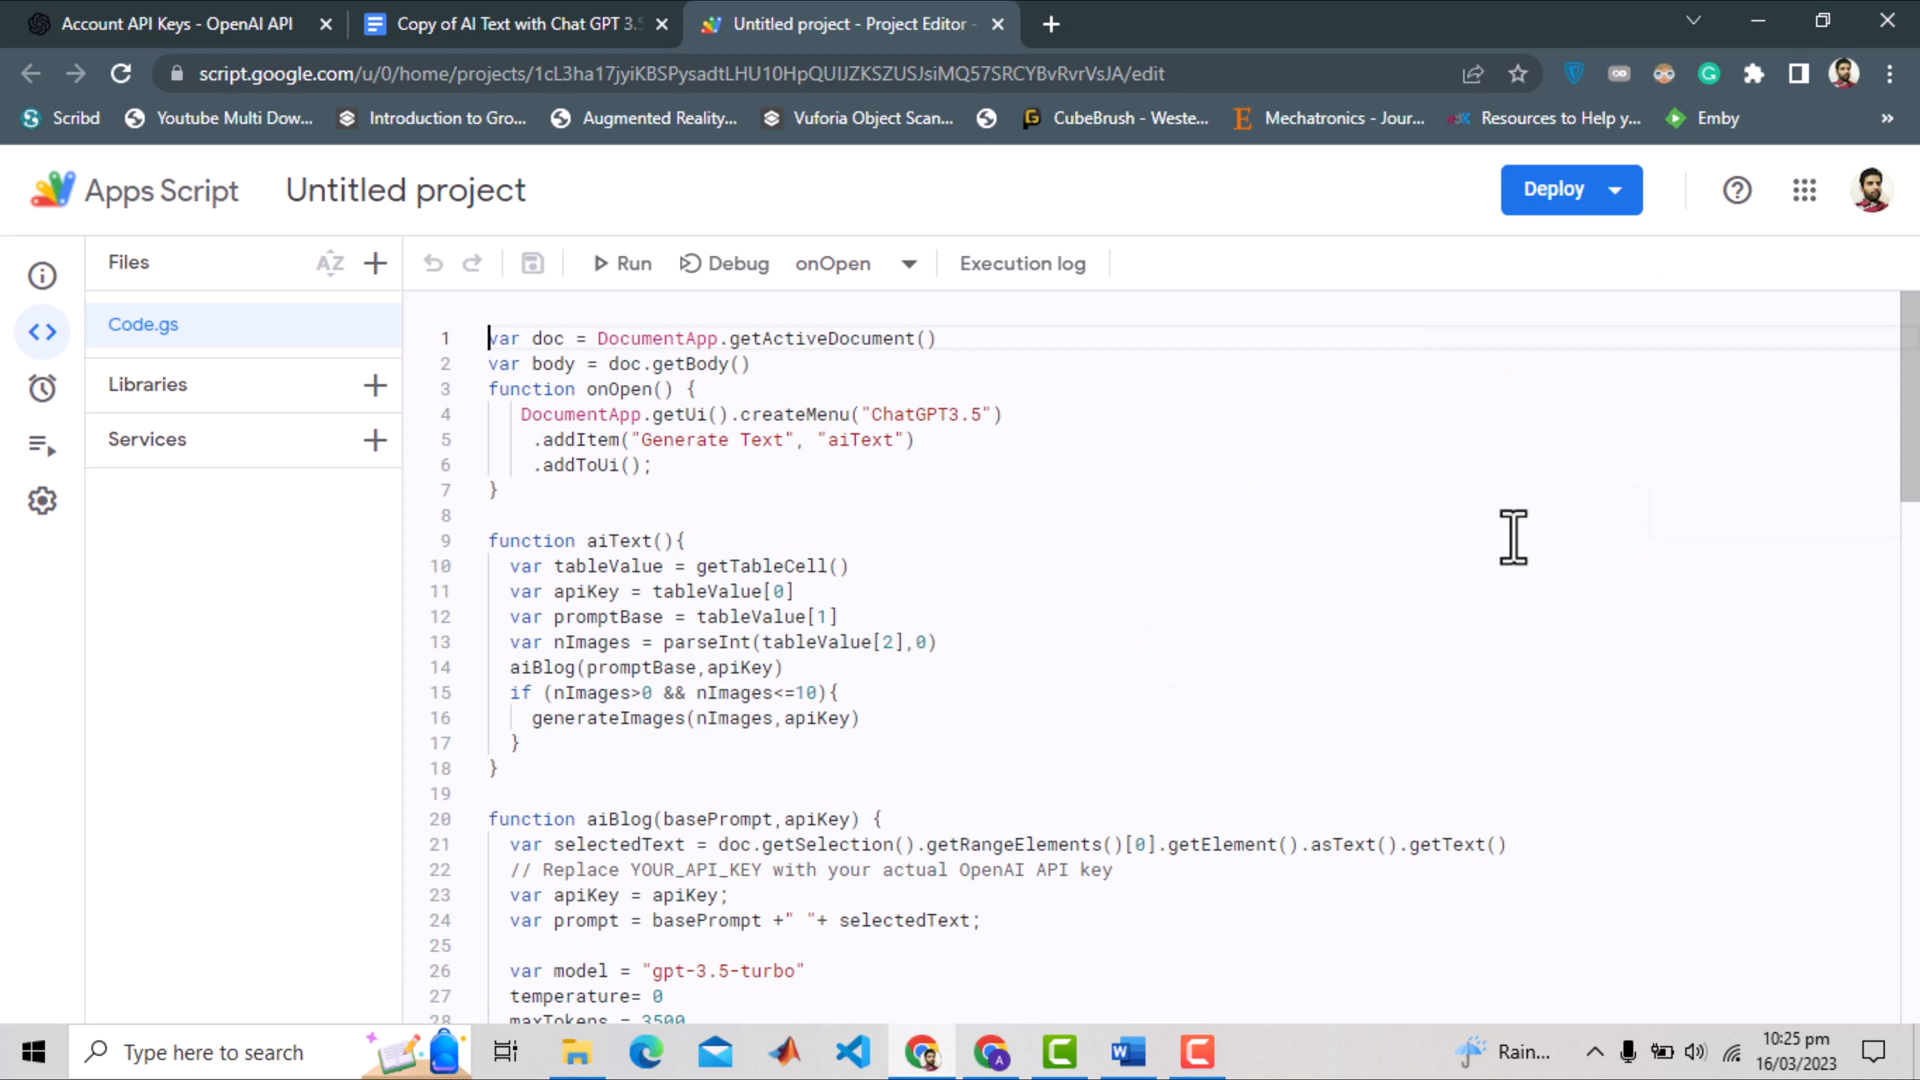 Account API Keys - OpenAI API
Copy of AI Text with Chat GPT 3.5
Untitled project - Project Editor -
script.google.com/u/0/home/projects/1cL3ha17jyiKBSPysadtLHU10HpQUIJZKSZUSJsiMQ57SRCYBvRvrVsJA/edit
Scribd
Youtube Multi Dow...
Introduction to Gro...
Augmented Reality...
Vuforia Object Scan...
CubeBrush - Weste...
Mechatronics - Jour...
Resources to Help y...
Emby
Apps Script
Untitled project
Deploy
Files
AZ
Run
Debug
onOpen
Execution log
Code.gs
Libraries
Services
1 var doc = DocumentApp.getActiveDocument()
2 var body = doc.getBody()
3 function onOpen() {
4 DocumentApp.getUi().createMenu("ChatGPT3.5")
5 .addItem("Generate Text", "aiText")
6 .addToUi();
7 }
8
9 function aiText(){
10 var tableValue = getTableCell()
11 var apiKey = tableValue[0]
12 var promptBase = tableValue[1]
13 var nImages = parseInt(tableValue[2],0)
14 aiBlog(promptBase,apiKey)
15 if (nImages>0 && nImages<=10){
16 generateImages(nImages,apiKey)
17 }
18 }
19
20 function aiBlog(basePrompt,apiKey) {
21 var selectedText = doc.getSelection().getRangeElements()[0].getElement().asText().getText()
22 // Replace YOUR_API_KEY with your actual OpenAI API key
23 var apiKey = apiKey;
24 var prompt = basePrompt +" "+ selectedText;
25
26 var model = "gpt-3.5-turbo"
27 temperature= 0
28 maxTokens = 3500
Type here to search
Rain...
10:25 pm
16/03/2023